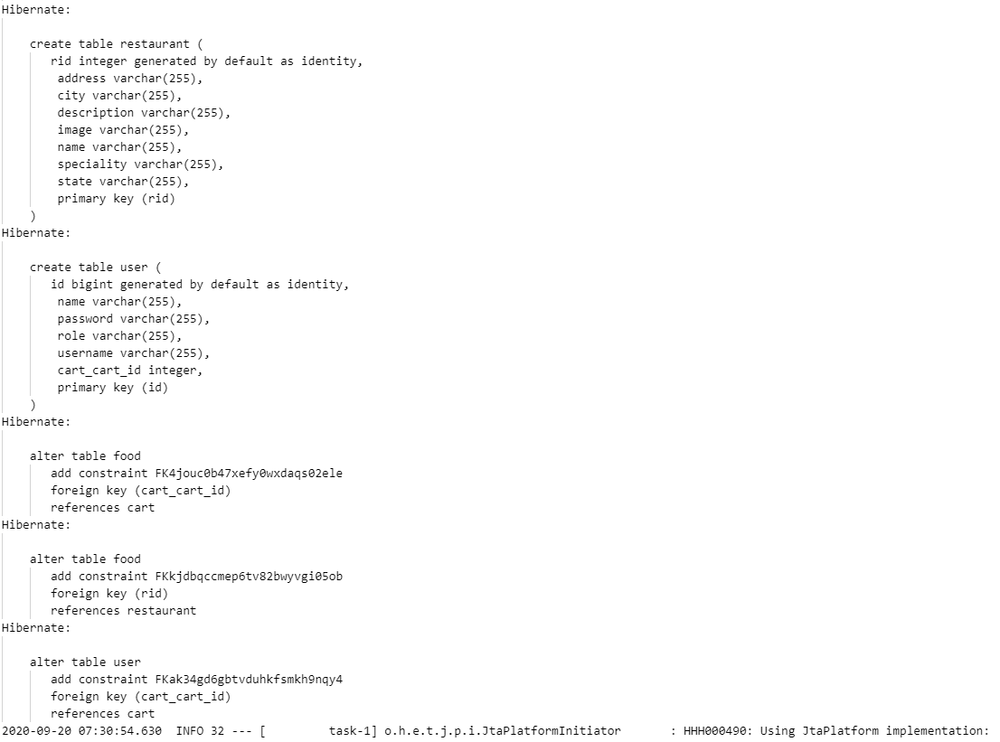 Hibernate:
create table restaurant (
rid integer generated by default as identity,
address varchar(255),
city varchar(255),
description varchar(255),
image varchar(255),
name varchar(255),
speciality varchar(255),
state varchar(255),
primary key (rid)
)
Hibernate:
create table user (
id bigint generated by default as identity,
name varchar(255),
password varchar(255),
role varchar(255),
username varchar(255),
cart_cart_id integer,
primary key (id)
)
Hibernate:
alter table food
add constraint FK4jouc0b47xefy0wxdaqs02ele
foreign key (cart_cart_id)
references cart
Hibernate:
alter table food
add constraint FKkjdbqccmep6tv82bwyvgi05ob
foreign key (rid)
references restaurant
Hibernate:
alter table user
add constraint FKak34gd6gbtvduhkfsmkh9nqy4
foreign key (cart_cart_id)
references cart
2020-09-20 07:30:54.630  INFO 32 --- [         task-1] o.h.e.t.j.p.i.JtaPlatformInitiator       : HHH000490: Using JtaPlatform implementation: